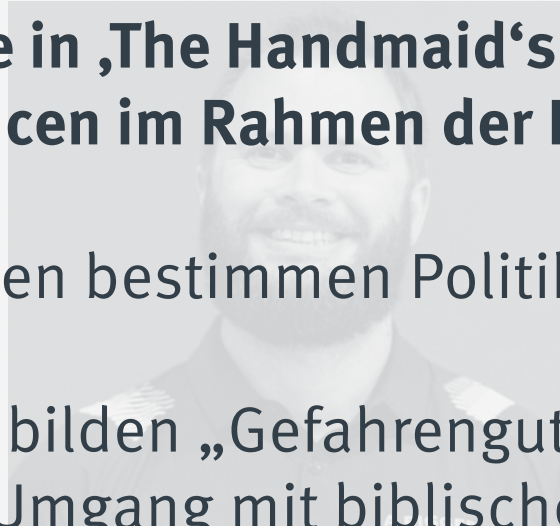 e in ‚The Handmaid‘s
cen im Rahmen der
en bestimmen Politik
bilden „Gefahrengut
Umgang mit biblisch